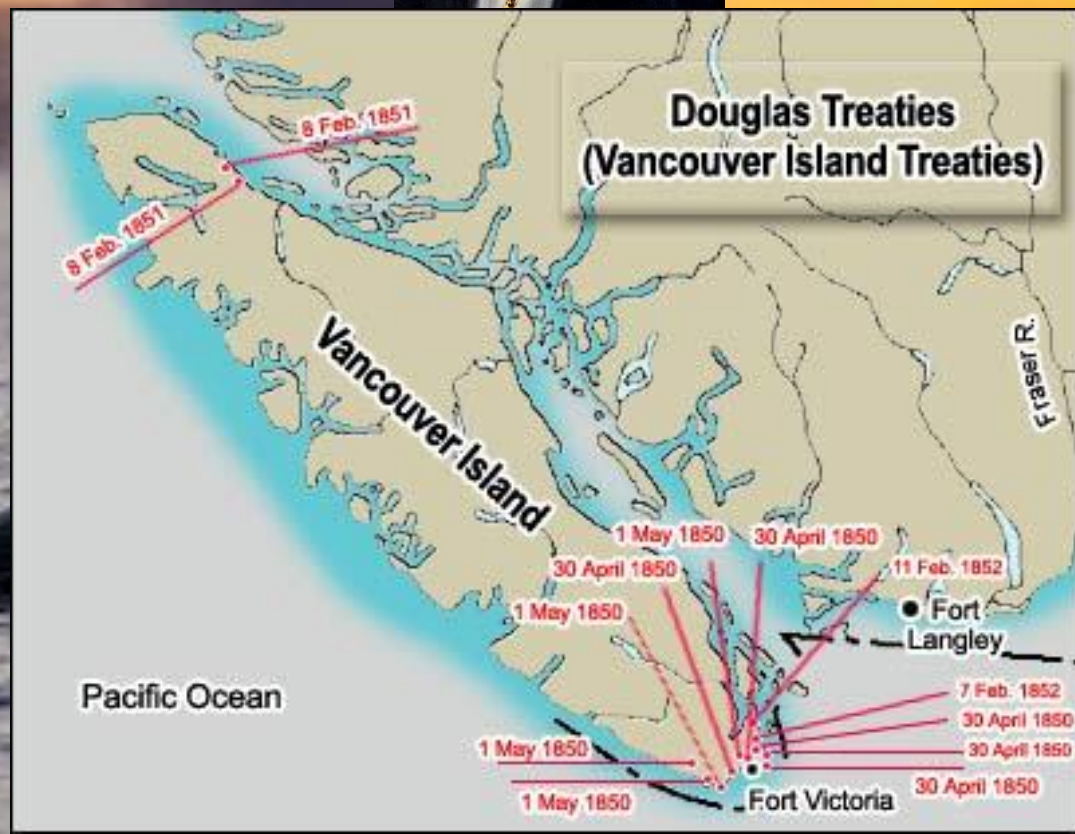 Douglas Treaties
(Vancouver Island Treaties)
8 Feb. 1851
8 Feb. 1851
Vancouver Island
Fraser R.
1 May 1850
30 April 1850
30 April 1850
11 Feb. 1852
1 May 1850
Fort
Langley
Pacific Ocean
7 Feb. 1852
30 April 1850
1 May 1850
30 April 1850
30 April 1850
1 May 1850
Fort Victoria